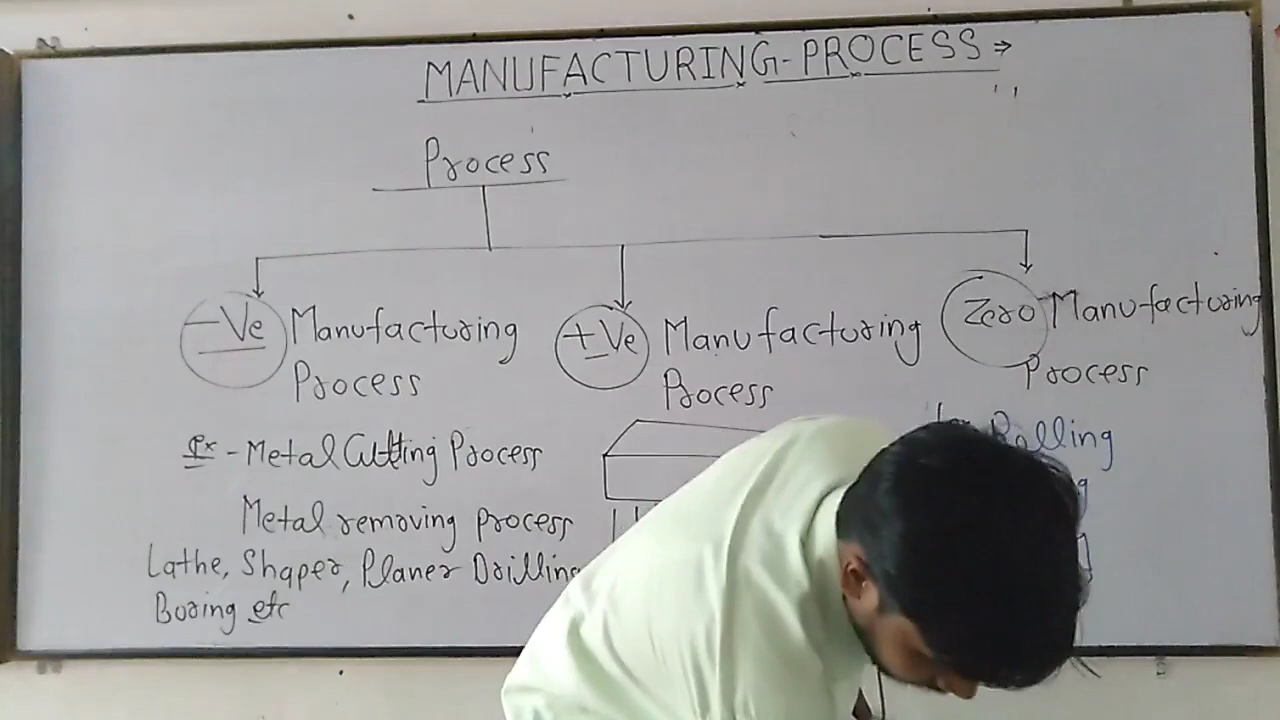 MANUFACTURING-PROCESS ⇒
Process
-Ve Manufacturing
Process
+Ve Manufacturing
Process
Zero Manufacturing
Process
Ex - Metal Cutting Process
Metal removing process
Lathe, Shaper, Planer Drilling
Boring etc
Rolling